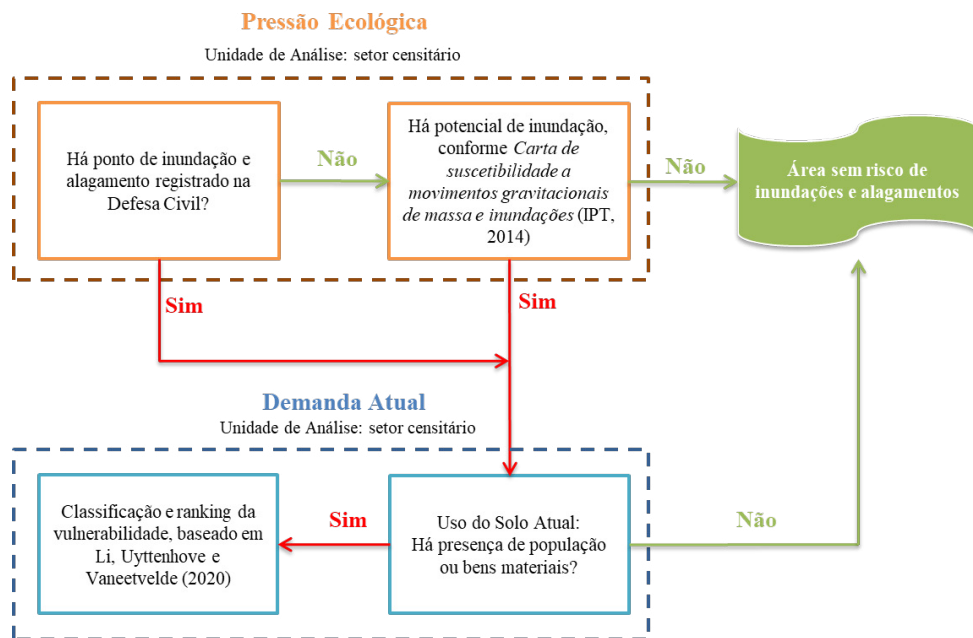 Pressão Ecológica
Unidade de Análise: setor censitário
Há ponto de inundação e
alagamento registrado na
Defesa Civil?
Não
Há potencial de inundação,
conforme Carta de
suscetibilidade a
movimentos gravitacionais
de massa e inundações (IPT,
2014)
Não
Área sem risco de
inundações e alagamentos
Sim
Sim
Demanda Atual
Unidade de Análise: setor censitário
Classificação e ranking da
vulnerabilidade, baseado em
Li, Uyttenhove e
Vaneetvelde (2020)
Sim
Uso do Solo Atual:
Há presença de população
ou bens materiais?
Não